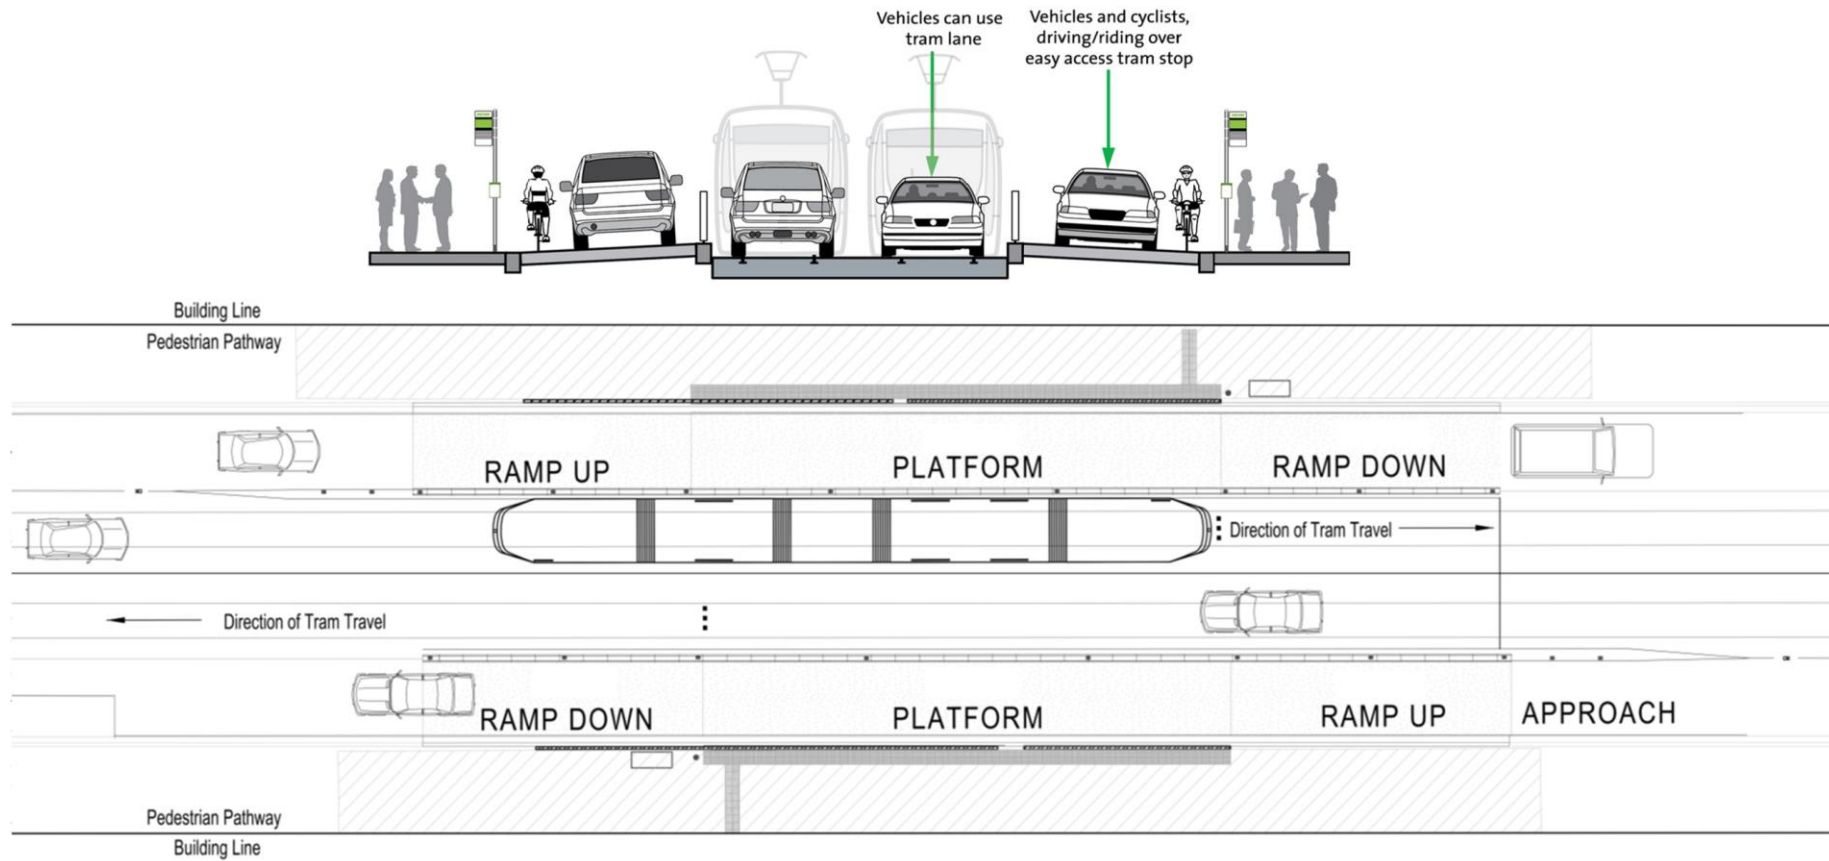 Vehicles can use
tram lane
Vehicles and cyclists,
driving/riding over
easy access tram stop
Building Line
Pedestrian Pathway
RAMP UP
PLATFORM
RAMP DOWN
Direction of Tram Travel
Direction of Tram Travel
RAMP DOWN
PLATFORM
RAMP UP
APPROACH
Pedestrian Pathway
Building Line